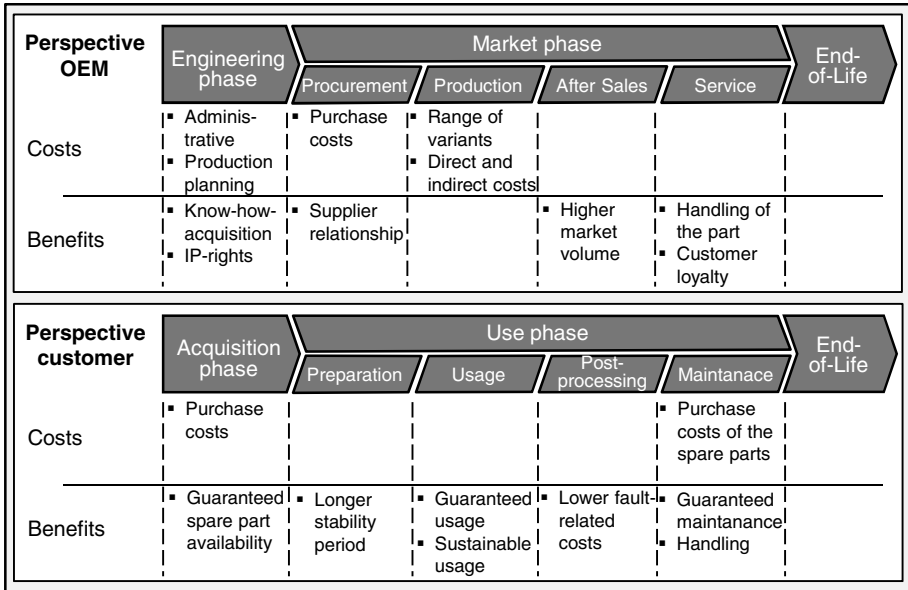 Perspective
OEM
Engineering
phase
Market phase
End-
of-Life
Procurement
Production
After Sales
Service
Costs
▪ Adminis-
trative
▪ Production
planning
▪ Purchase
costs
▪ Range of
variants
▪ Direct and
indirect costs
Benefits
▪ Know-how-
acquisition
▪ IP-rights
▪ Supplier
relationship
▪ Higher
market
volume
▪ Handling of
the part
▪ Customer
loyalty
Perspective
customer
Acquisition
phase
Use phase
End-
of-Life
Preparation
Usage
Post-
processing
Maintanace
Costs
▪ Purchase
costs
▪ Purchase
costs of the
spare parts
Benefits
▪ Guaranteed
spare part
availability
▪ Longer
stability
period
▪ Guaranteed
usage
▪ Sustainable
usage
▪ Lower fault-
related
costs
▪ Guaranteed
maintanance
▪ Handling